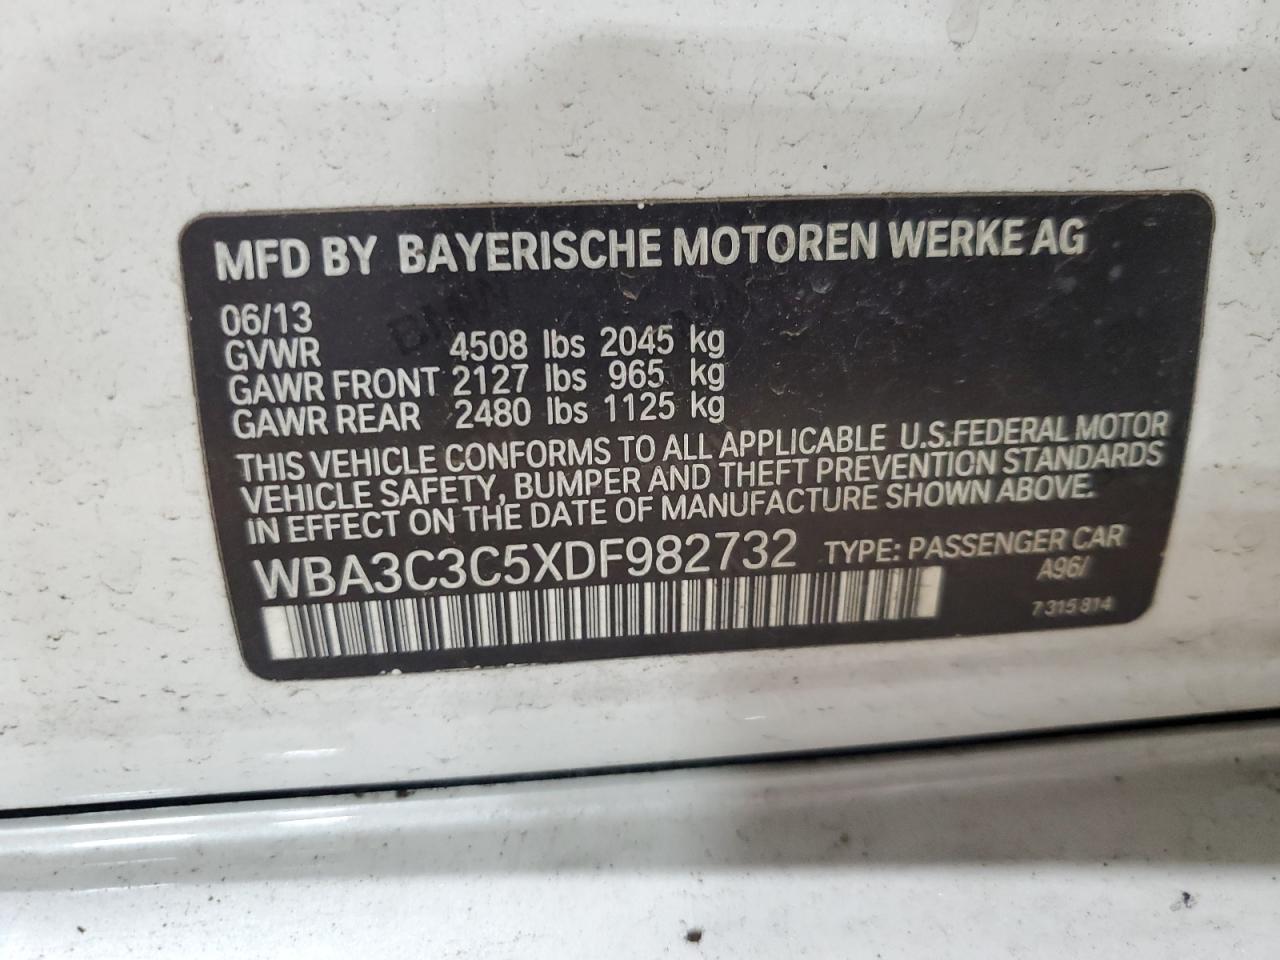 MFD BY BAYERISCHE MOTOREN WERKE AG
06/13
GVWR 4508 lbs 2045 kg
GAWR FRONT 2127 lbs 965 kg
GAWR REAR 2480 lbs 1125 kg
THIS VEHICLE CONFORMS TO ALL APPLICABLE U.S.FEDERAL MOTOR
VEHICLE SAFETY, BUMPER AND THEFT PREVENTION STANDARDS
IN EFFECT ON THE DATE OF MANUFACTURE SHOWN ABOVE.
WBA3C3C5XDF982732 TYPE: PASSENGER CAR
A96/
7 315 814